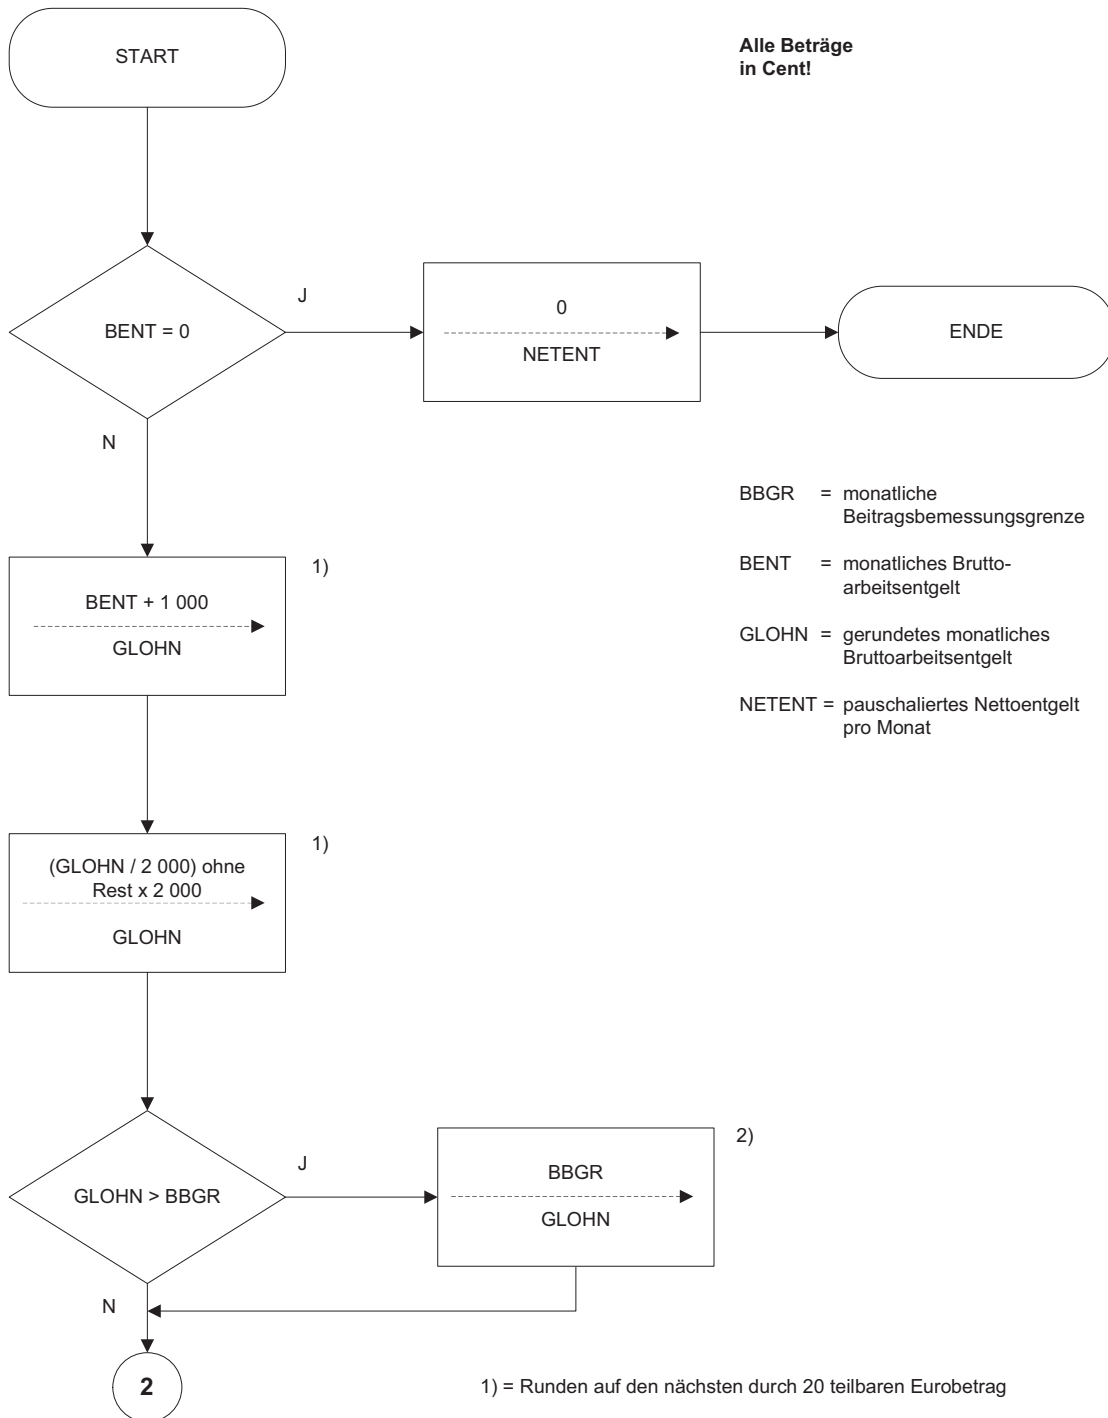 START
Alle Beträge
in Cent!
BENT = 0
J
0
NETENT
ENDE
N
BBGR = monatliche
Beitragsbemessungsgrenze
BENT = monatliches Brutto-
arbeitsentgelt
GLOHN = gerundetes monatliches
Bruttoarbeitsentgelt
NETENT = pauschaliertes Nettoentgelt
pro Monat
1)
BENT + 1 000
GLOHN
1)
(GLOHN / 2 000) ohne
Rest x 2 000
GLOHN
GLOHN > BBGR
J
2)
BBGR
GLOHN
N
2
1) = Runden auf den nächsten durch 20 teilbaren Eurobetrag